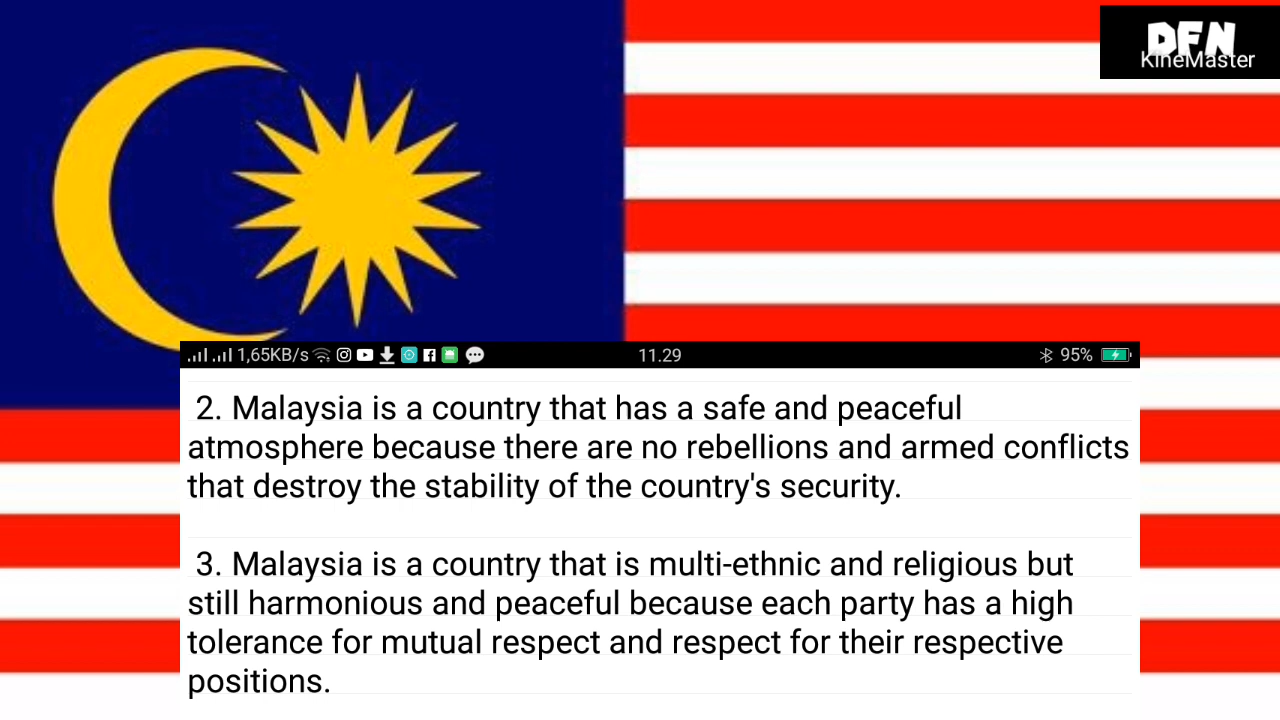 DFN
KineMaster
1,65KB/s 11.29 95%
2. Malaysia is a country that has a safe and peaceful
atmosphere because there are no rebellions and armed conflicts
that destroy the stability of the country's security.
3. Malaysia is a country that is multi-ethnic and religious but
still harmonious and peaceful because each party has a high
tolerance for mutual respect and respect for their respective
positions.